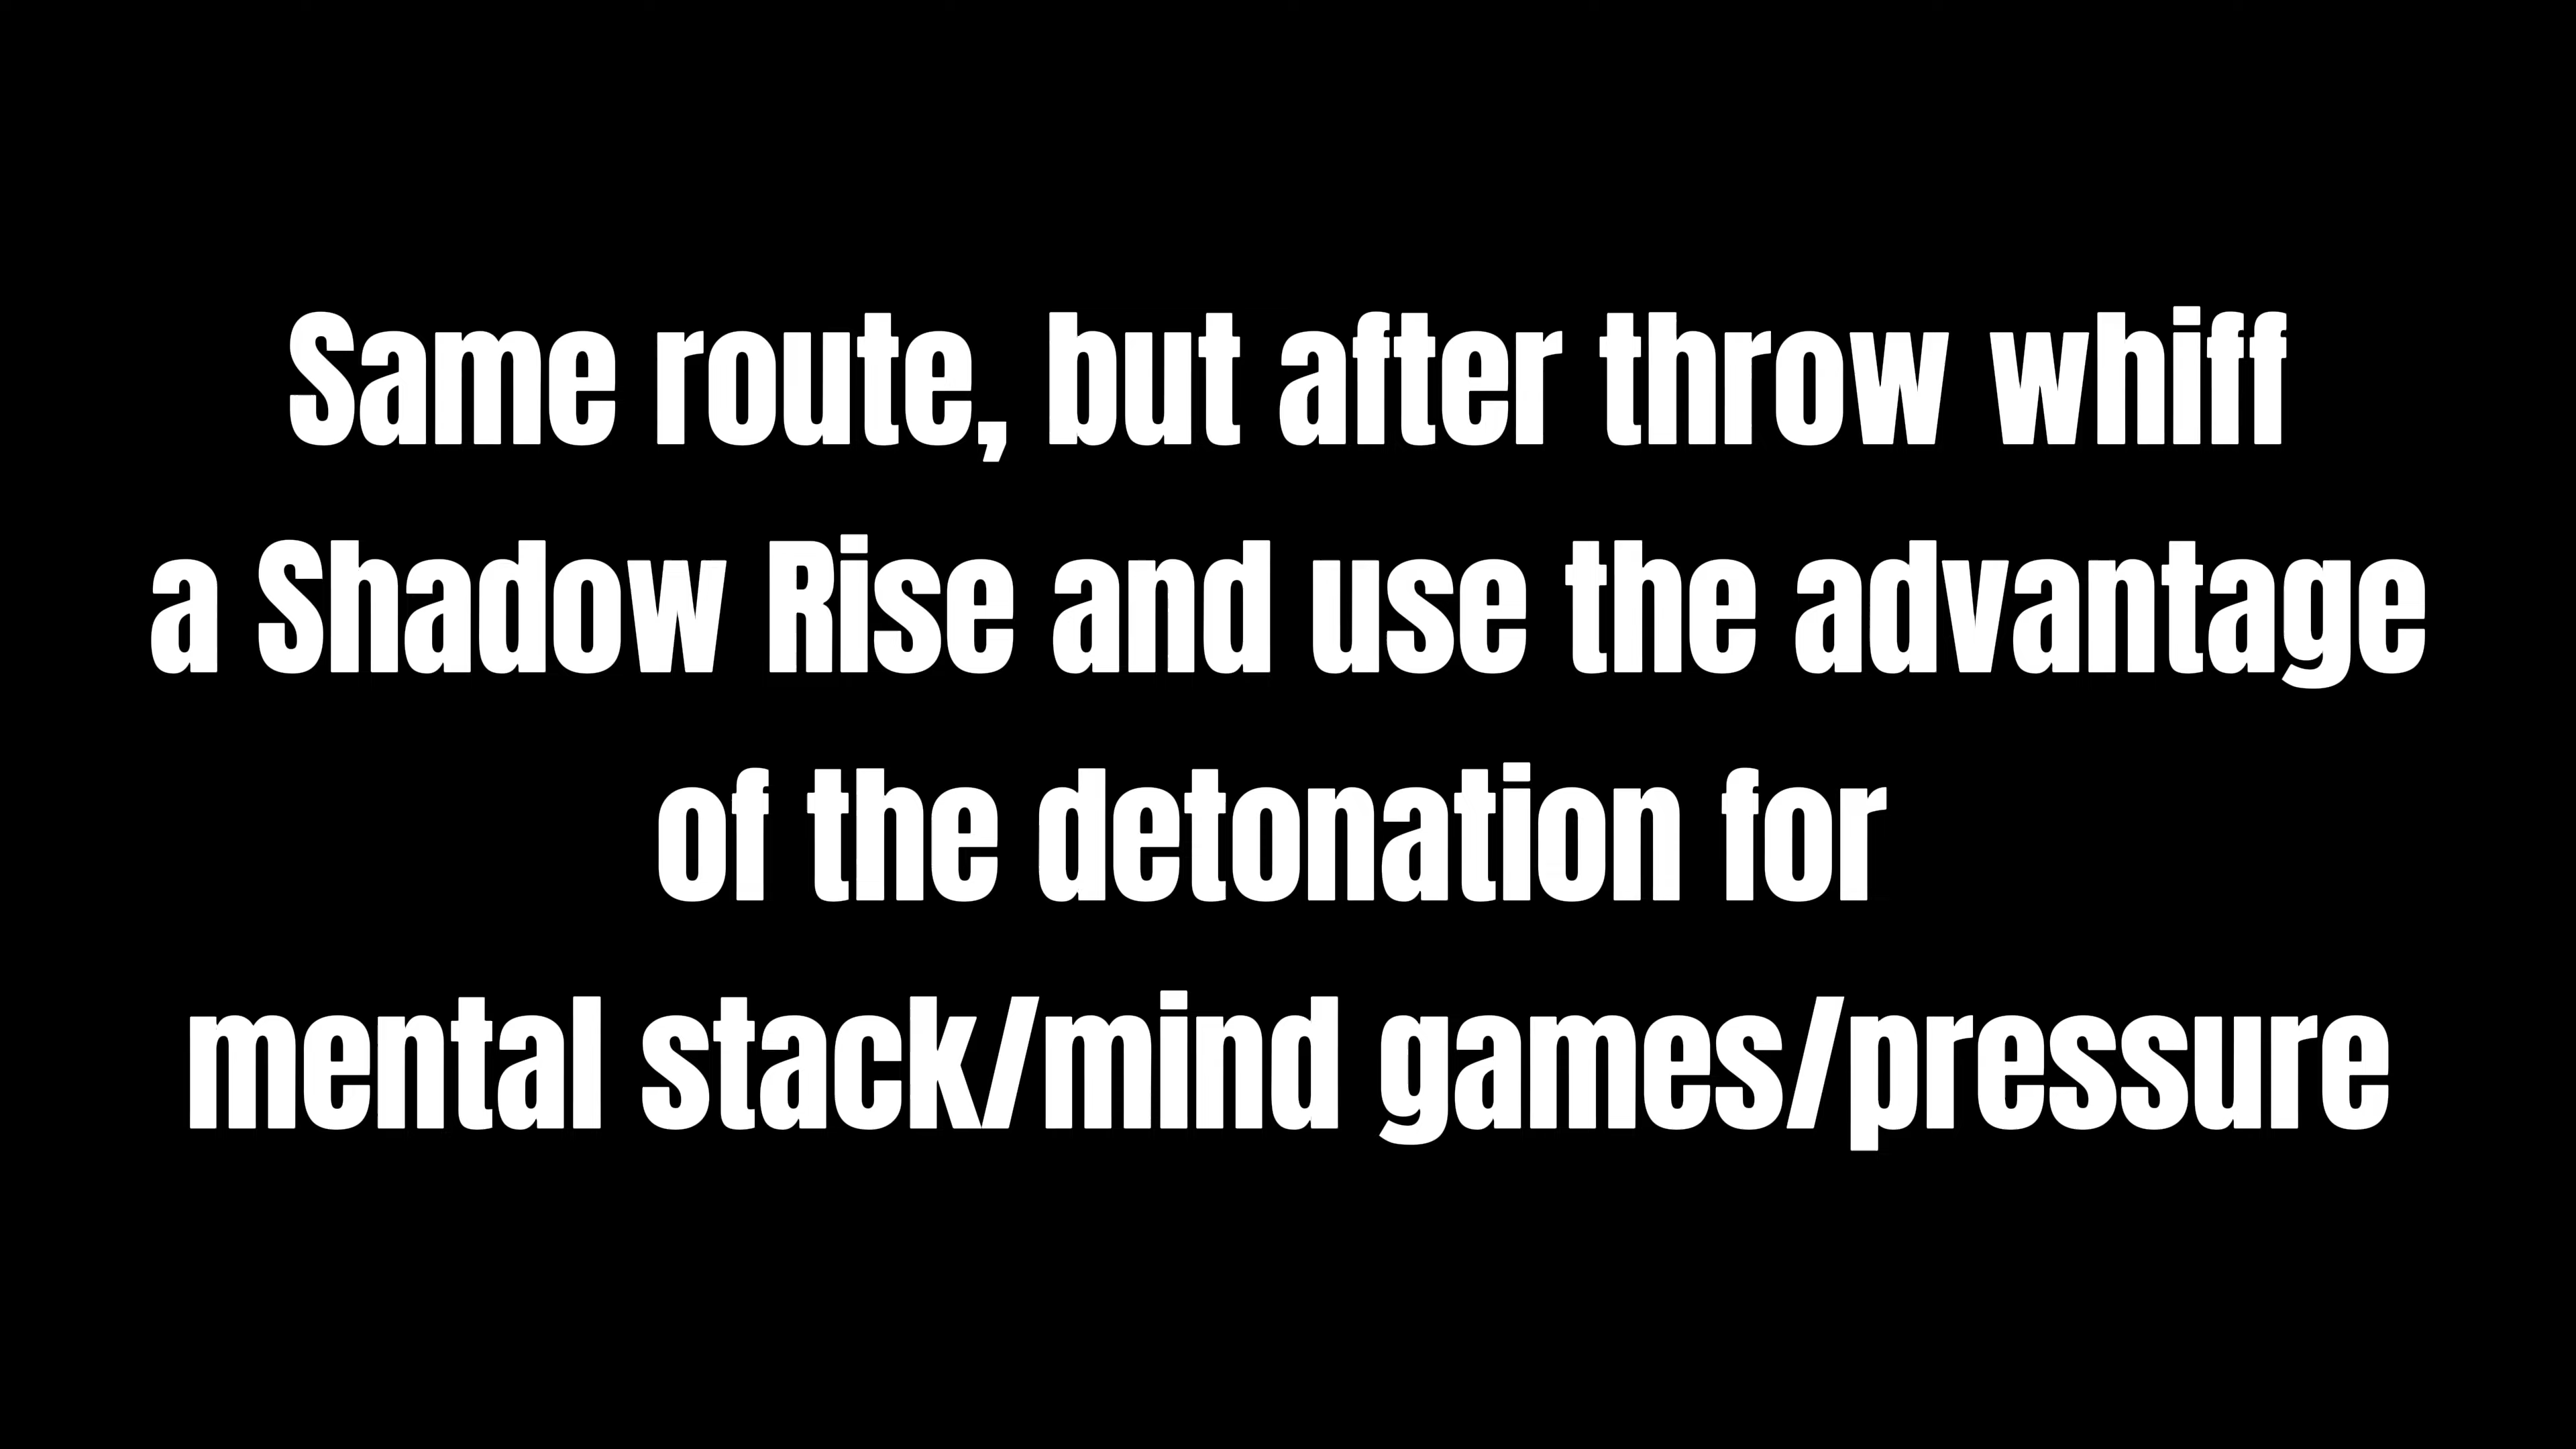 Same route, but after throw whiff
a Shadow Rise and use the advantage
of the detonation for
mental stack/mind games/pressure